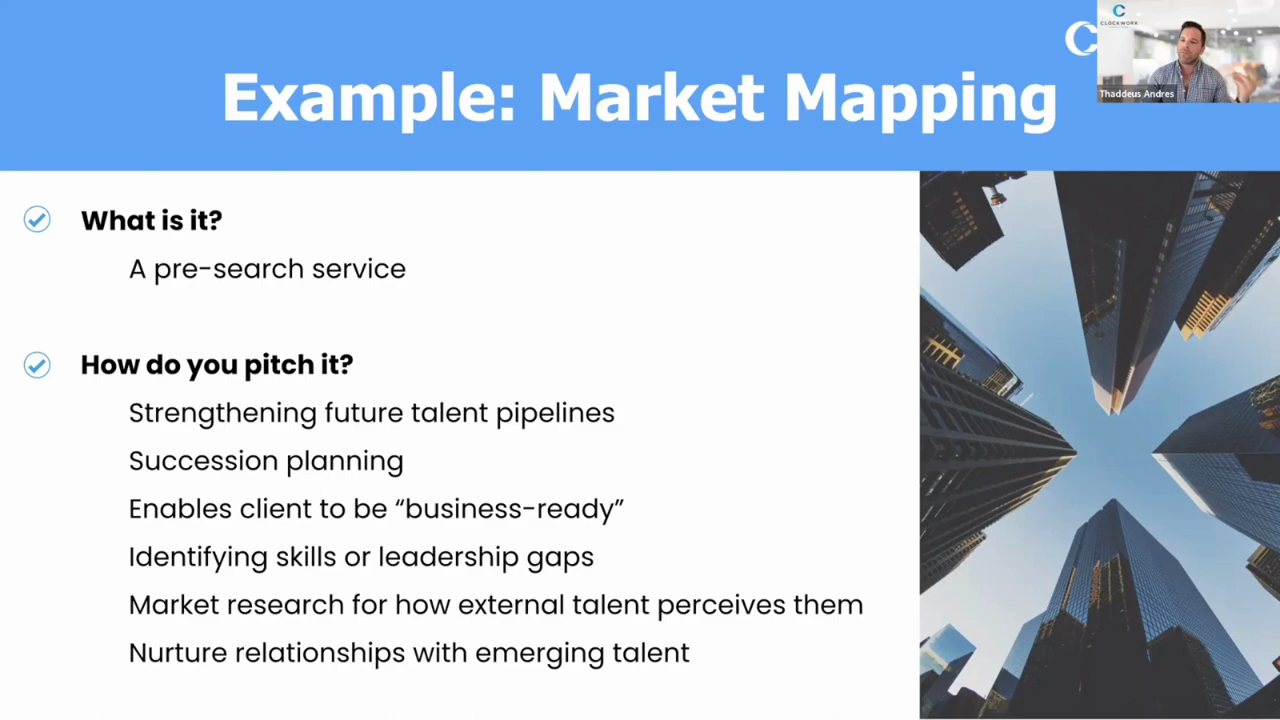 Example: Market Mapping
CLOCKWORK
Thaddeus Andres
What is it?
A pre-search service
How do you pitch it?
Strengthening future talent pipelines
Succession planning
Enables client to be “business-ready”
Identifying skills or leadership gaps
Market research for how external talent perceives them
Nurture relationships with emerging talent